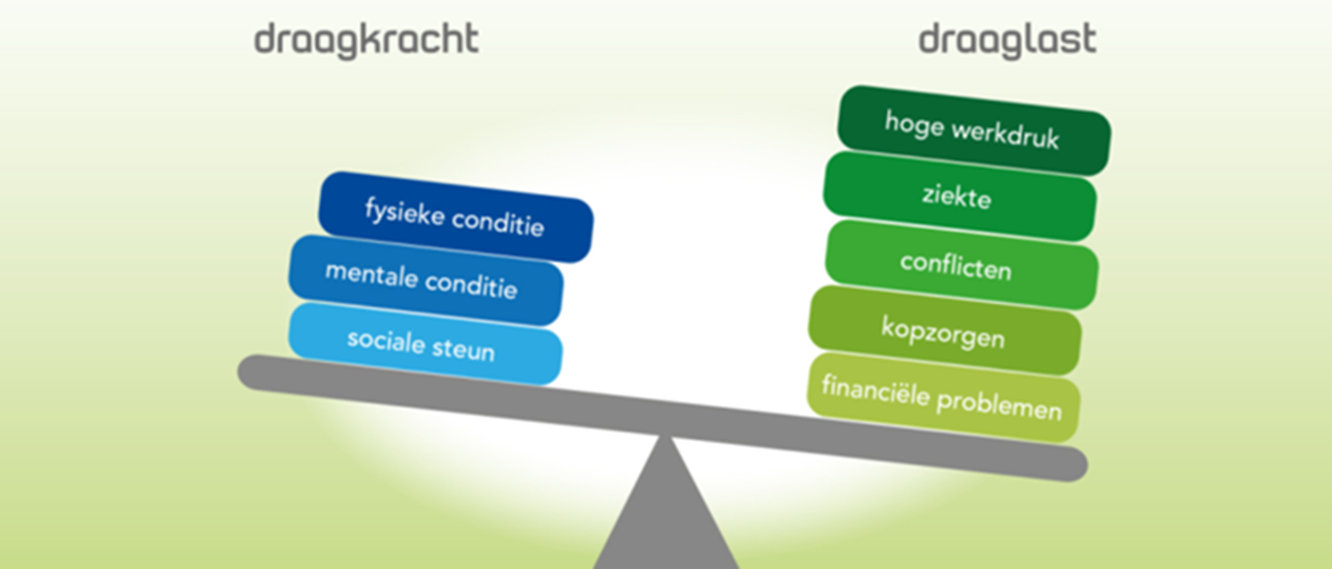 draagkracht
draaglast
fysieke conditie
mentale conditie
sociale steun
hoge werkdruk
ziekte
conflicten
kopzorgen
financiële problemen